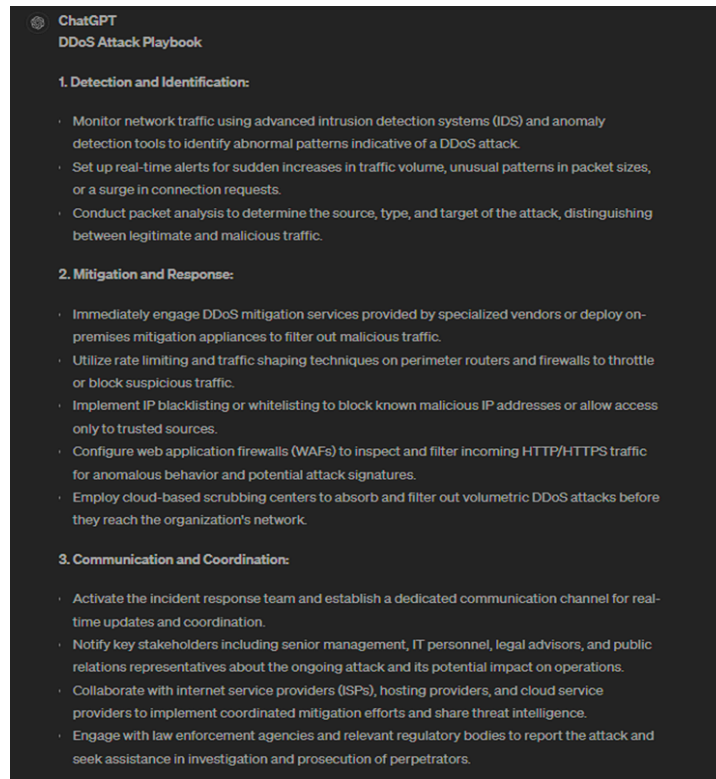 ChatGPT
DDoS Attack Playbook
1. Detection and Identification:
· Monitor network traffic using advanced intrusion detection systems (IDS) and anomaly
detection tools to identify abnormal patterns indicative of a DDoS attack.
· Set up real-time alerts for sudden increases in traffic volume, unusual patterns in packet sizes,
or a surge in connection requests.
· Conduct packet analysis to determine the source, type, and target of the attack, distinguishing
between legitimate and malicious traffic.
2. Mitigation and Response:
· Immediately engage DDoS mitigation services provided by specialized vendors or deploy on-
premises mitigation appliances to filter out malicious traffic.
· Utilize rate limiting and traffic shaping techniques on perimeter routers and firewalls to throttle
or block suspicious traffic.
· Implement IP blacklisting or whitelisting to block known malicious IP addresses or allow access
only to trusted sources.
· Configure web application firewalls (WAFs) to inspect and filter incoming HTTP/HTTPS traffic
for anomalous behavior and potential attack signatures.
· Employ cloud-based scrubbing centers to absorb and filter out volumetric DDoS attacks before
they reach the organization's network.
3. Communication and Coordination:
· Activate the incident response team and establish a dedicated communication channel for real-
time updates and coordination.
· Notify key stakeholders including senior management, IT personnel, legal advisors, and public
relations representatives about the ongoing attack and its potential impact on operations.
· Collaborate with internet service providers (ISPs), hosting providers, and cloud service
providers to implement coordinated mitigation efforts and share threat intelligence.
· Engage with law enforcement agencies and relevant regulatory bodies to report the attack and
seek assistance in investigation and prosecution of perpetrators.